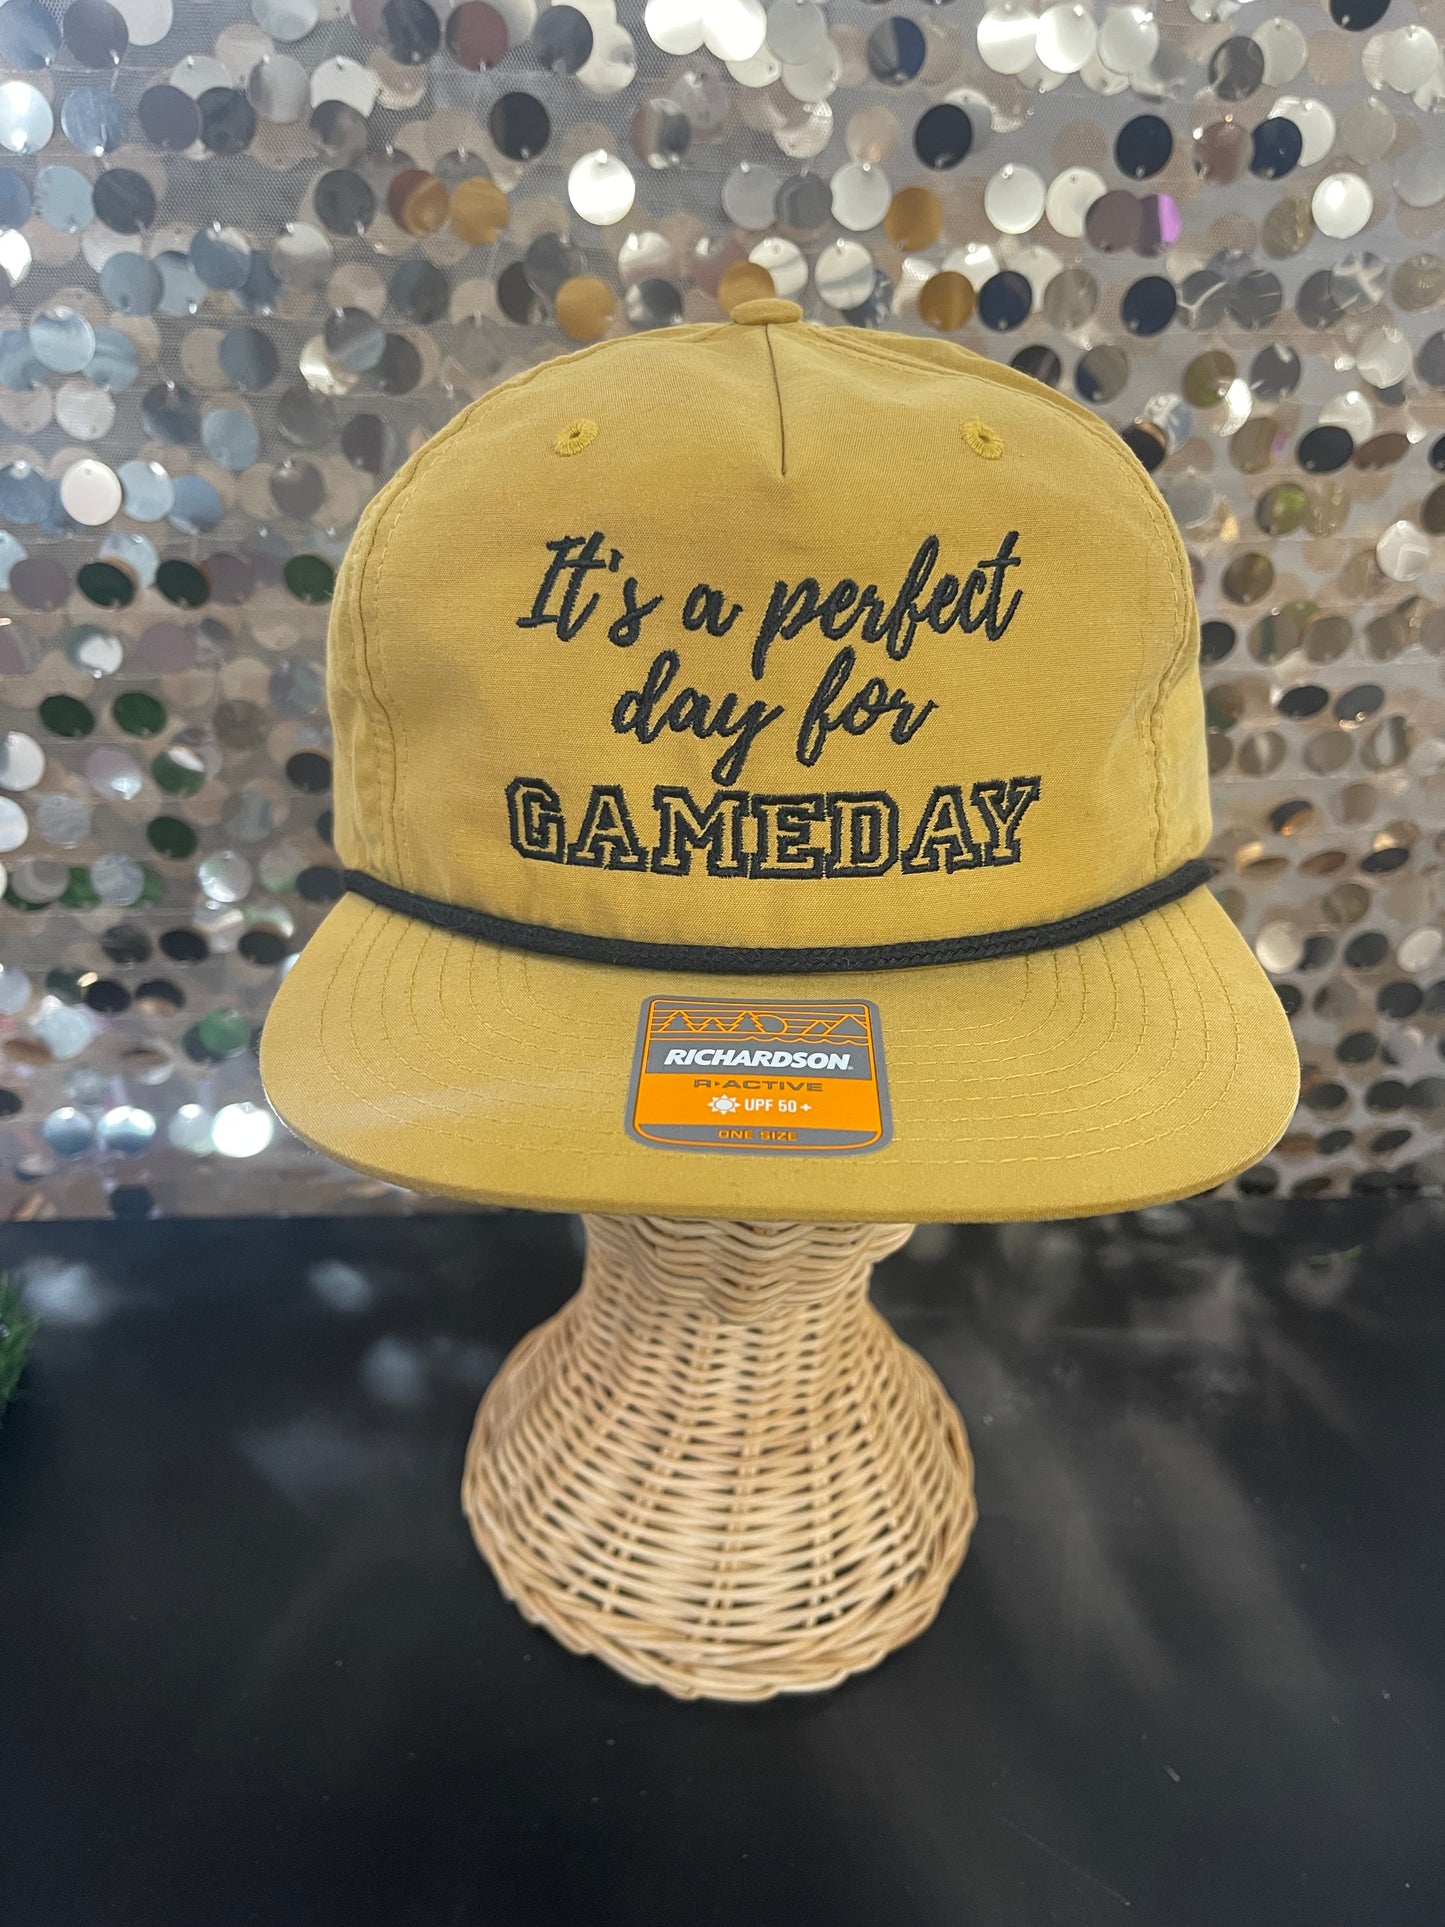 It's a perfect
day for
GAMEDAY
RICHARDSON®
R▸ACTIVE
UPF 50+
ONE SIZE